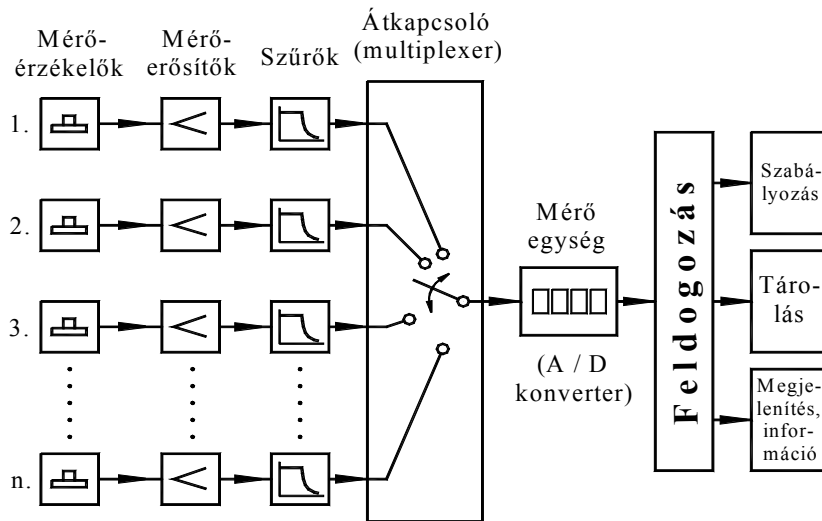 Mérő-
érzékelők
Mérő-
erősítők
Szűrők
Átkapcsoló
(multiplexer)
1.
2.
3.
n.
Mérő
egység
(A / D
konverter)
Feldogozás
Szabá-
lyozás
Táro-
lás
Megje-
lenítés,
infor-
máció